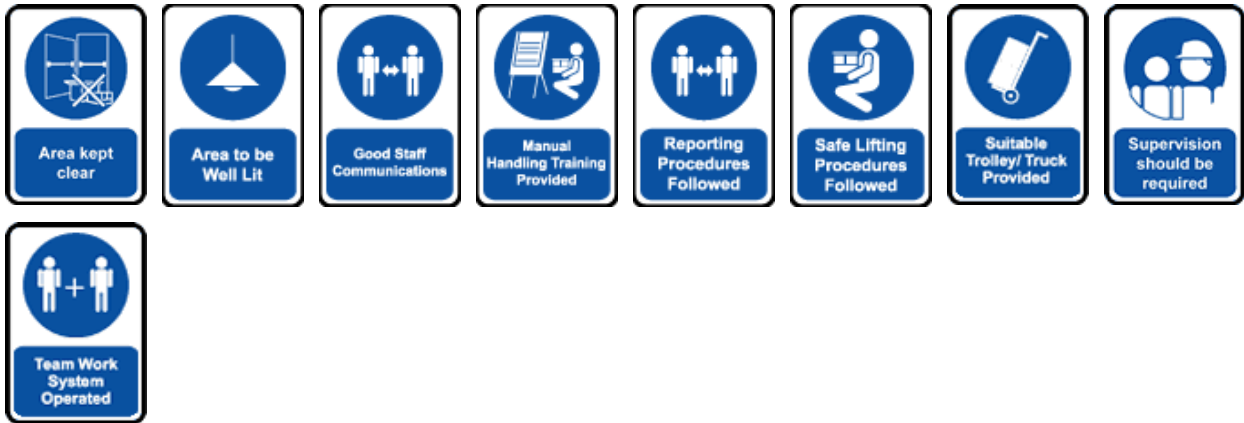 Area kept
clear
Area to be
Well Lit
Good Staff
Communications
Manual
Handling Training
Provided
Reporting
Procedures
Followed
Safe Lifting
Procedures
Followed
Suitable
Trolley/ Truck
Provided
Supervision
should be
required
Team Work
System
Operated